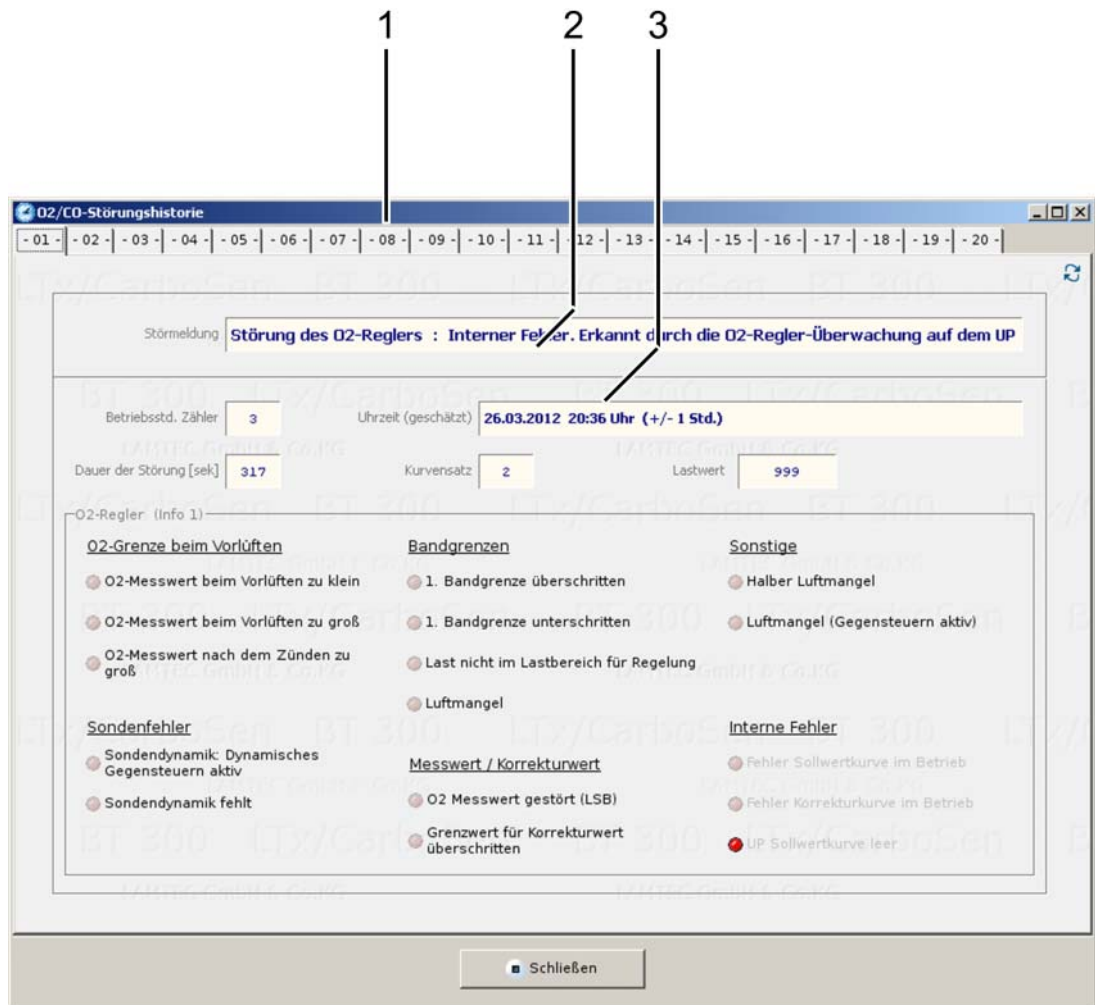 1 2 3
O2/CO-Störungshistorie
- 01 - - 02 - - 03 - - 04 - - 05 - - 06 - - 07 - - 08 - - 09 - - 10 - - 11 - - 12 - - 13 - - 14 - - 15 - - 16 - - 17 - - 18 - - 19 - - 20 -
Störmeldung Störung des O2-Reglers : Interner Fehler. Erkannt durch die O2-Regler-Überwachung auf dem UP
Betriebsstd. Zähler 3 Uhrzeit (geschätzt) 26.03.2012 20:36 Uhr (+/- 1 Std.)
Dauer der Störung [sek] 317 Kurvensatz 2 Lastwert 999
O2-Regler (Info 1)
O2-Grenze beim Vorlüften
O2-Messwert beim Vorlüften zu klein
O2-Messwert beim Vorlüften zu groß
O2-Messwert nach dem Zünden zu
groß
Sondenfehler
Sondendynamik: Dynamisches
Gegensteuern aktiv
Sondendynamik fehlt
Bandgrenzen
1. Bandgrenze überschritten
1. Bandgrenze unterschritten
Last nicht im Lastbereich für Regelung
Luftmangel
Messwert / Korrekturwert
O2 Messwert gestört (LSB)
Grenzwert für Korrekturwert
überschritten
Sonstige
Halber Luftmangel
Luftmangel (Gegensteuern aktiv)
Interne Fehler
Fehler Sollwertkurve im Betrieb
Fehler Korrekturkurve im Betrieb
UP Sollwertkurve leer
Schließen